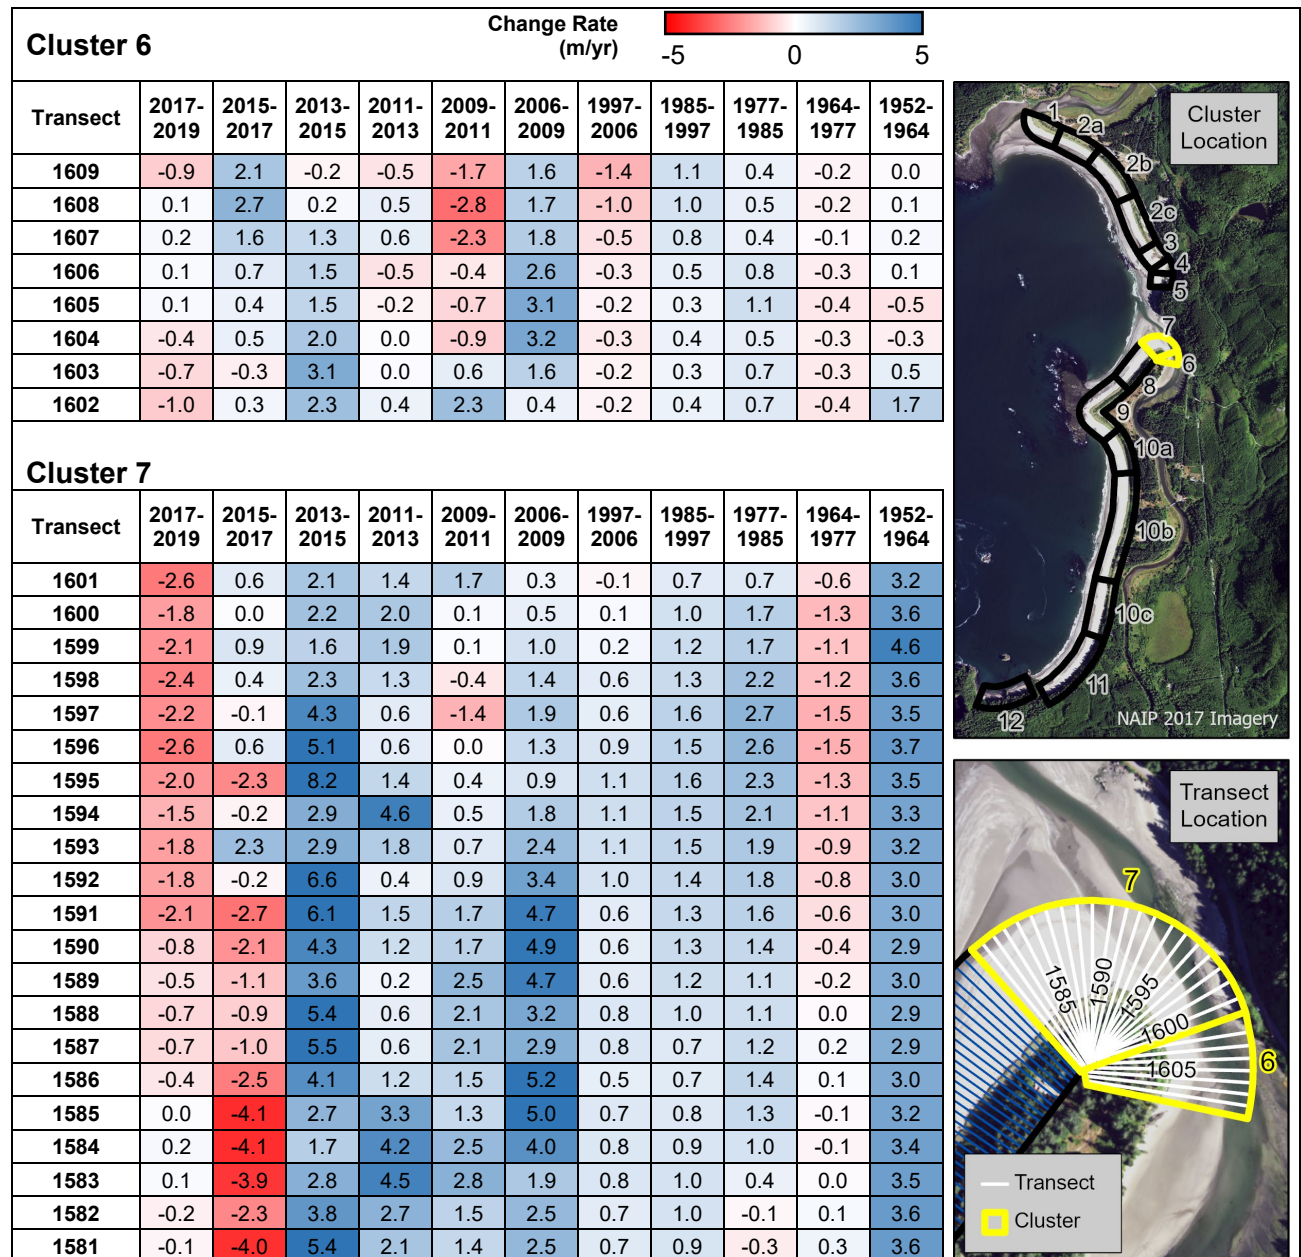 Cluster 6
Change Rate
(m/yr)
-5 0 5
Transect 2017-2019 2015-2017 2013-2015 2011-2013 2009-2011 2006-2009 1997-2006 1985-1997 1977-1985 1964-1977 1952-1964
1609 -0.9 2.1 -0.2 -0.5 -1.7 1.6 -1.4 1.1 0.4 -0.2 0.0
1608 0.1 2.7 0.2 0.5 -2.8 1.7 -1.0 1.0 0.5 -0.2 0.1
1607 0.2 1.6 1.3 0.6 -2.3 1.8 -0.5 0.8 0.4 -0.1 0.2
1606 0.1 0.7 1.5 -0.5 -0.4 2.6 -0.3 0.5 0.8 -0.3 0.1
1605 0.1 0.4 1.5 -0.2 -0.7 3.1 -0.2 0.3 1.1 -0.4 -0.5
1604 -0.4 0.5 2.0 0.0 -0.9 3.2 -0.3 0.4 0.5 -0.3 -0.3
1603 -0.7 -0.3 3.1 0.0 0.6 1.6 -0.2 0.3 0.7 -0.3 0.5
1602 -1.0 0.3 2.3 0.4 2.3 0.4 -0.2 0.4 0.7 -0.4 1.7
Cluster 7
Transect 2017-2019 2015-2017 2013-2015 2011-2013 2009-2011 2006-2009 1997-2006 1985-1997 1977-1985 1964-1977 1952-1964
1601 -2.6 0.6 2.1 1.4 1.7 0.3 -0.1 0.7 0.7 -0.6 3.2
1600 -1.8 0.0 2.2 2.0 0.1 0.5 0.1 1.0 1.7 -1.3 3.6
1599 -2.1 0.9 1.6 1.9 0.1 1.0 0.2 1.2 1.7 -1.1 4.6
1598 -2.4 0.4 2.3 1.3 -0.4 1.4 0.6 1.3 2.2 -1.2 3.6
1597 -2.2 -0.1 4.3 0.6 -1.4 1.9 0.6 1.6 2.7 -1.5 3.5
1596 -2.6 0.6 5.1 0.6 0.0 1.3 0.9 1.5 2.6 -1.5 3.7
1595 -2.0 -2.3 8.2 1.4 0.4 0.9 1.1 1.6 2.3 -1.3 3.5
1594 -1.5 -0.2 2.9 4.6 0.5 1.8 1.1 1.5 2.1 -1.1 3.3
1593 -1.8 2.3 2.9 1.8 0.7 2.4 1.1 1.5 1.9 -0.9 3.2
1592 -1.8 -0.2 6.6 0.4 0.9 3.4 1.0 1.4 1.8 -0.8 3.0
1591 -2.1 -2.7 6.1 1.5 1.7 4.7 0.6 1.3 1.6 -0.6 3.0
1590 -0.8 -2.1 4.3 1.2 1.7 4.9 0.6 1.3 1.4 -0.4 2.9
1589 -0.5 -1.1 3.6 0.2 2.5 4.7 0.6 1.2 1.1 -0.2 3.0
1588 -0.7 -0.9 5.4 0.6 2.1 3.2 0.8 1.0 1.1 0.0 2.9
1587 -0.7 -1.0 5.5 0.6 2.1 2.9 0.8 0.7 1.2 0.2 2.9
1586 -0.4 -2.5 4.1 1.2 1.5 5.2 0.5 0.7 1.4 0.1 3.0
1585 0.0 -4.1 2.7 3.3 1.3 5.0 0.7 0.8 1.3 -0.1 3.2
1584 0.2 -4.1 1.7 4.2 2.5 4.0 0.8 0.9 1.0 -0.1 3.4
1583 0.1 -3.9 2.8 4.5 2.8 1.9 0.8 1.0 0.4 0.0 3.5
1582 -0.2 -2.3 3.8 2.7 1.5 2.5 0.7 1.0 -0.1 0.1 3.6
1581 -0.1 -4.0 5.4 2.1 1.4 2.5 0.7 0.9 -0.3 0.3 3.6
Cluster
Location
1
2a
2b
2c
3
4
5
7
6
8
9
10a
10b
10c
11
12
NAIP 2017 Imagery
Transect
Location
7
1585
1590
1595
1600
1605
6
Transect
Cluster